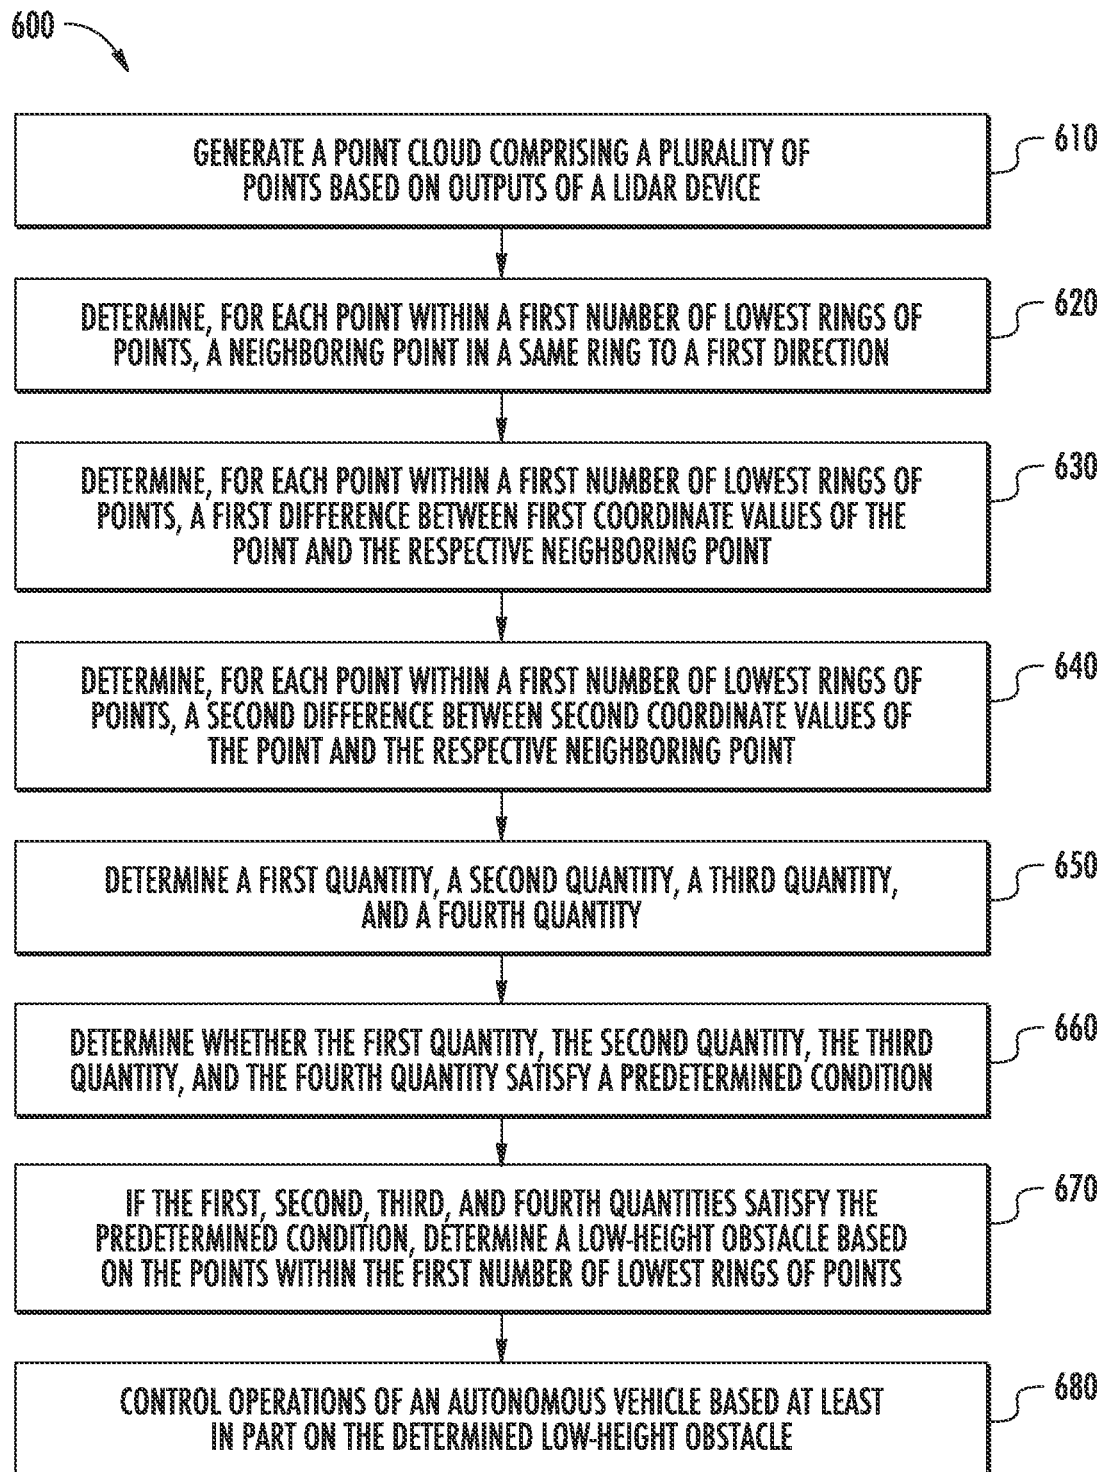 600
GENERATE A POINT CLOUD COMPRISING A PLURALITY OF
POINTS BASED ON OUTPUTS OF A LIDAR DEVICE
610
DETERMINE, FOR EACH POINT WITHIN A FIRST NUMBER OF LOWEST RINGS OF
POINTS, A NEIGHBORING POINT IN A SAME RING TO A FIRST DIRECTION
620
DETERMINE, FOR EACH POINT WITHIN A FIRST NUMBER OF LOWEST RINGS OF
POINTS, A FIRST DIFFERENCE BETWEEN FIRST COORDINATE VALUES OF THE
POINT AND THE RESPECTIVE NEIGHBORING POINT
630
DETERMINE, FOR EACH POINT WITHIN A FIRST NUMBER OF LOWEST RINGS OF
POINTS, A SECOND DIFFERENCE BETWEEN SECOND COORDINATE VALUES OF
THE POINT AND THE RESPECTIVE NEIGHBORING POINT
640
DETERMINE A FIRST QUANTITY, A SECOND QUANTITY, A THIRD QUANTITY,
AND A FOURTH QUANTITY
650
DETERMINE WHETHER THE FIRST QUANTITY, THE SECOND QUANTITY, THE THIRD
QUANTITY, AND THE FOURTH QUANTITY SATISFY A PREDETERMINED CONDITION
660
IF THE FIRST, SECOND, THIRD, AND FOURTH QUANTITIES SATISFY THE
PREDETERMINED CONDITION, DETERMINE A LOW-HEIGHT OBSTACLE BASED
ON THE POINTS WITHIN THE FIRST NUMBER OF LOWEST RINGS OF POINTS
670
CONTROL OPERATIONS OF AN AUTONOMOUS VEHICLE BASED AT LEAST
IN PART ON THE DETERMINED LOW-HEIGHT OBSTACLE
680